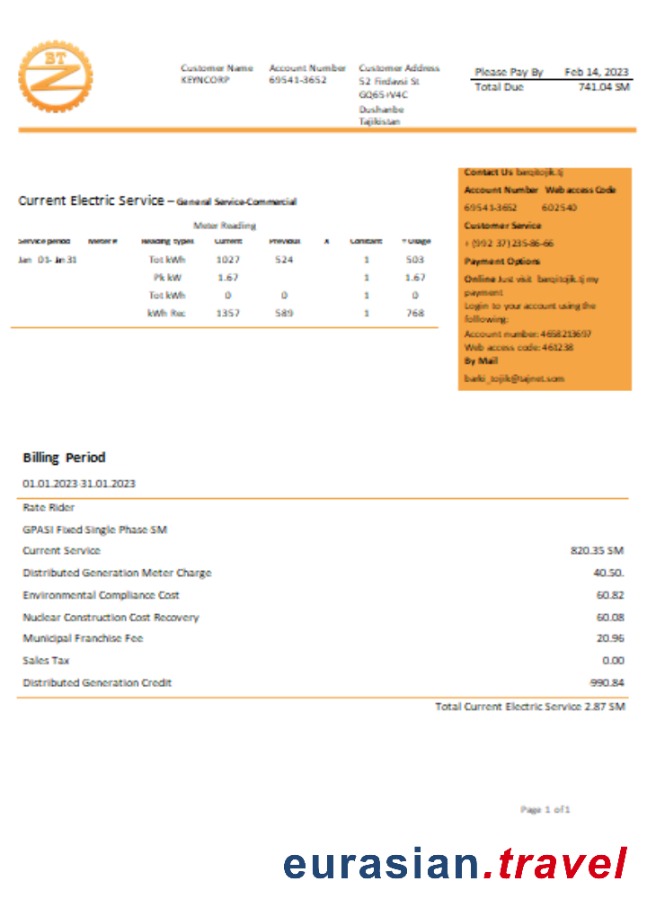 BT
Customer Name Account Number Customer Address
KEYNCORP 69541-3652 52 Firdavsi St
GQ65+V4C
Dushanbe
Tajikistan
Please Pay By Feb 14, 2023
Total Due 741.04 SM
Current Electric Service – General Service-Commercial
Meter Reading
Service period Meter# Reading Types Current Previous X Constant = Usage
Jan 01- Jan 31 Tot kWh 1027 524 1 503
Pk kW 1.67 1 1.67
Tot kWh 0 0 1 0
kWh Rec 1357 589 1 768
Contact Us barqitojik.tj
Account Number Web access Code
69541-3652 602540
Customer Service
+ (992 37) 235-86-66
Payment Options
Online Just visit barqitojik.tj my
payment
Login to your account using the
folllowing:
Account number: 4658213697
Web access code: 461238
By Mail
barki_tojik@tajnet.com
Billing Period
01.01.2023-31.01.2023
Rate Rider
GPASI Fixed Single Phase SM
Current Service 820.35 SM
Distributed Generation Meter Charge 40.50.
Environmental Compliance Cost 60.82
Nuclear Construction Cost Recovery 60.08
Municipal Franchise Fee 20.96
Sales Tax 0.00
Distributed Generation Credit -990.84
Total Current Electric Service 2.87 SM
Page 1 of 1
eurasian.travel